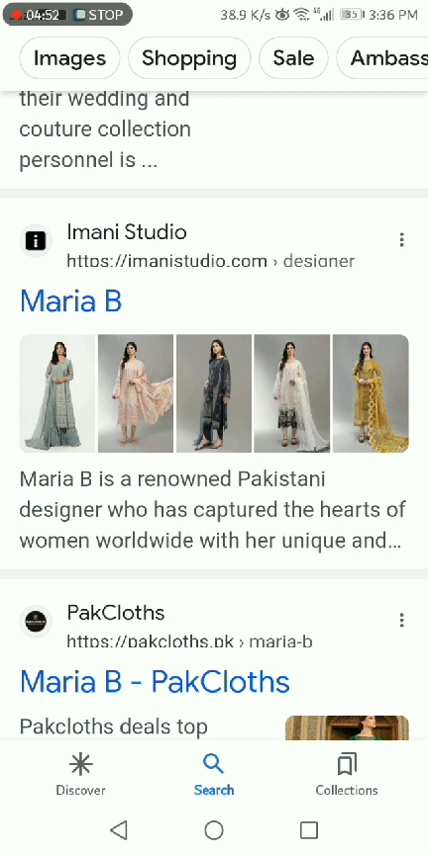 04:52 STOP 38.9 K/s 4G 35 3:36 PM
Images Shopping Sale Ambass
their wedding and
couture collection
personnel is ...
Imani Studio
https://imanistudio.com › designer
Maria B
Maria B is a renowned Pakistani
designer who has captured the hearts of
women worldwide with her unique and...
PakCloths
https://pakcloths.pk › maria-b
Maria B - PakCloths
Pakcloths deals top
Discover Search Collections